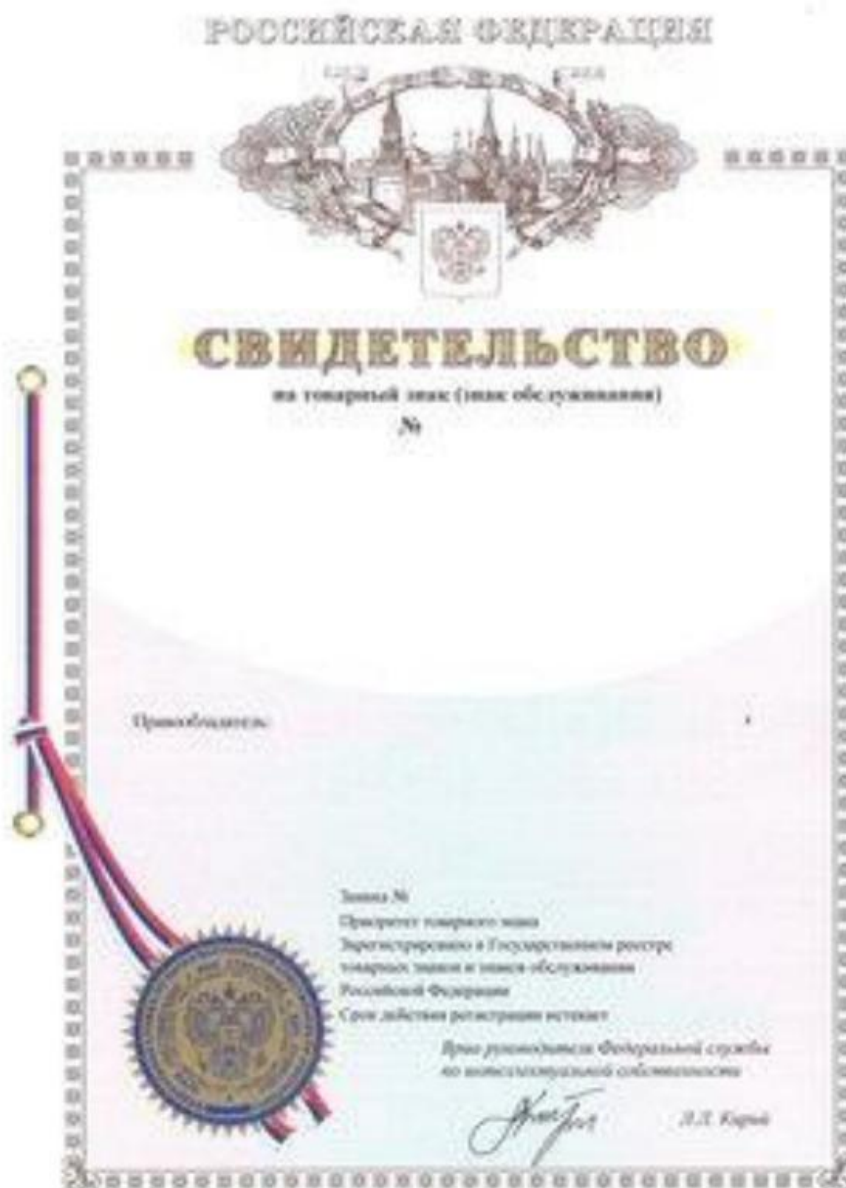 РОССИЙСКАЯ ФЕДЕРАЦИЯ
СВИДЕТЕЛЬСТВО
на товарный знак (знак обслуживания)
№
Правообладатель:
Заявка №
Приоритет товарного знака
Зарегистрировано в Государственном реестре
товарных знаков и знаков обслуживания
Российской Федерации
Срок действия регистрации истекает
Врио руководителя Федеральной службы
по интеллектуальной собственности
Л.Л. Кирий